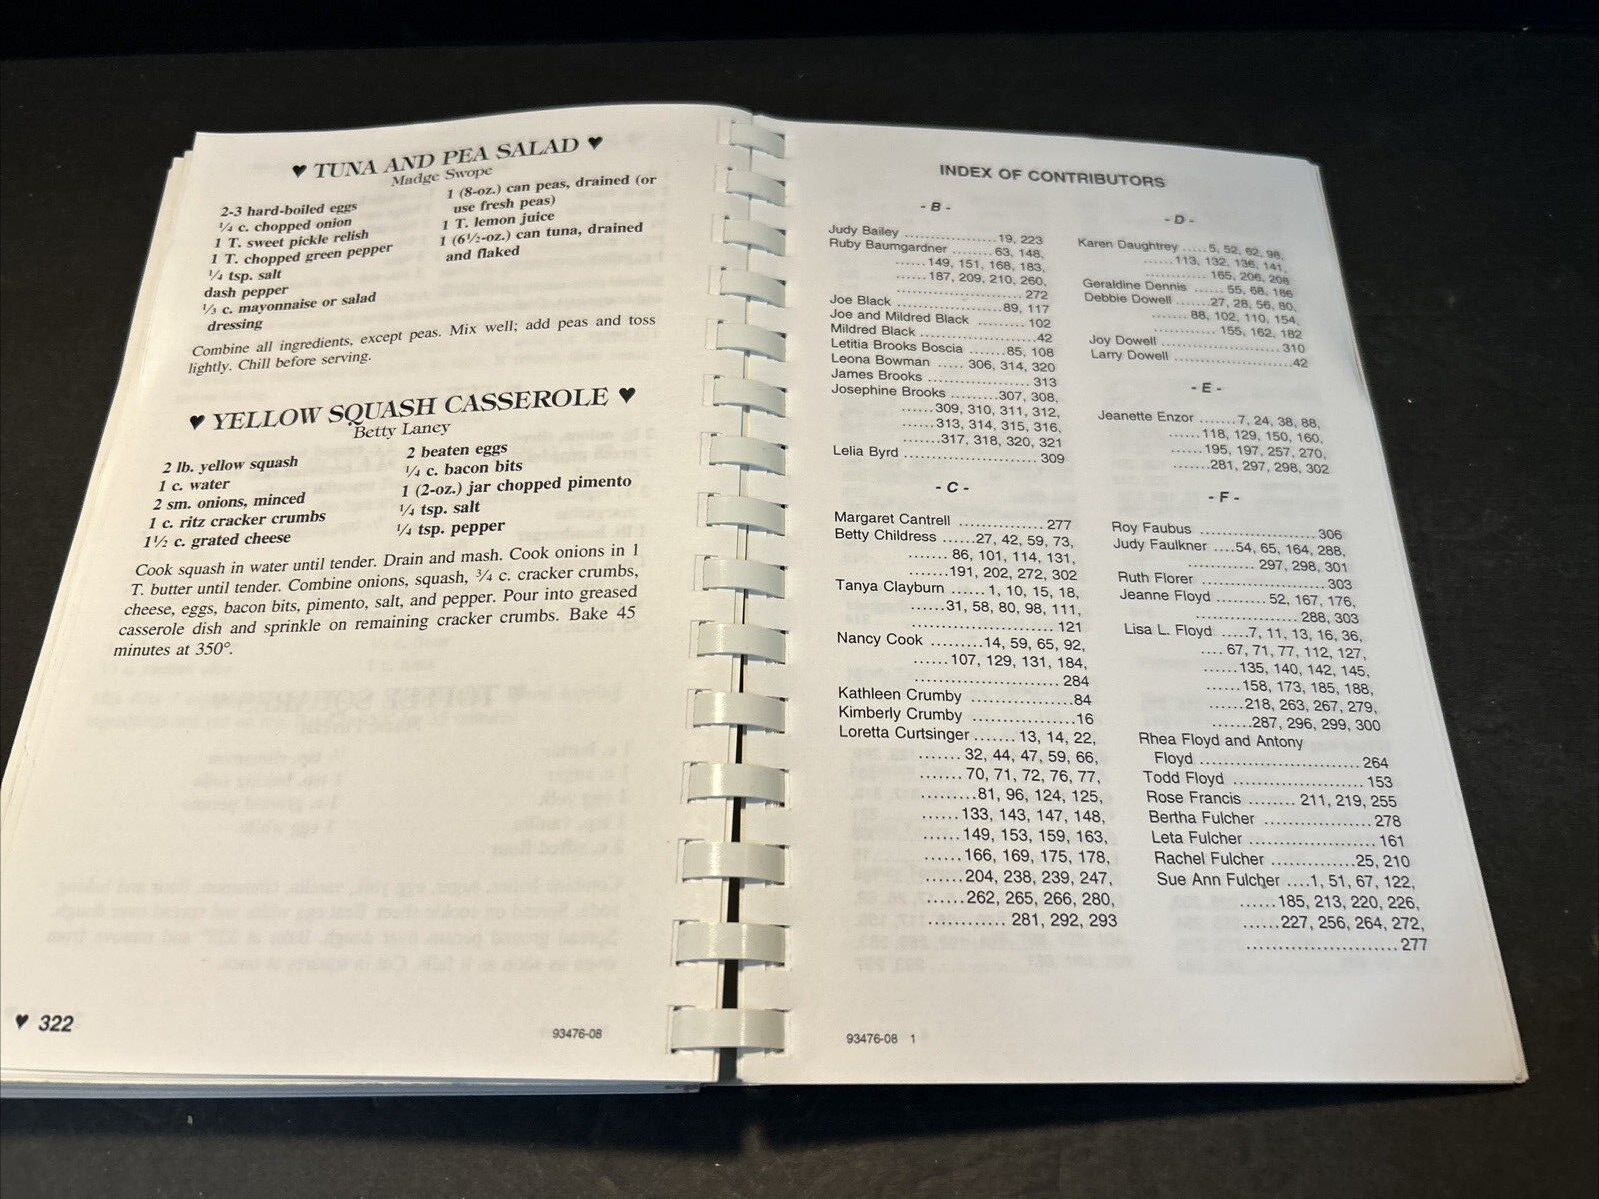 ♥ TUNA AND PEA SALAD ♥
Madge Swope
2-3 hard-boiled eggs
¼ c. chopped onion
1 T. sweet pickle relish
1 T. chopped green pepper
¼ tsp. salt
dash pepper
⅓ c. mayonnaise or salad
dressing
1 (8-oz.) can peas, drained (or
use fresh peas)
1 T. lemon juice
1 (6½-oz.) can tuna, drained
and flaked
Combine all ingredients, except peas. Mix well; add peas and toss
lightly. Chill before serving.
♥ YELLOW SQUASH CASSEROLE ♥
Betty Laney
2 lb. yellow squash
1 c. water
2 sm. onions, minced
1 c. ritz cracker crumbs
1½ c. grated cheese
2 beaten eggs
¼ c. bacon bits
1 (2-oz.) jar chopped pimento
¼ tsp. salt
¼ tsp. pepper
Cook squash in water until tender. Drain and mash. Cook onions in 1
T. butter until tender. Combine onions, squash, ¾ c. cracker crumbs,
cheese, eggs, bacon bits, pimento, salt, and pepper. Pour into greased
casserole dish and sprinkle on remaining cracker crumbs. Bake 45
minutes at 350°.
♥ 322
93476-08
INDEX OF CONTRIBUTORS
- B -
Judy Bailey ..................19, 223
Ruby Baumgardner ......... 63, 148,
......149, 151, 168, 183,
......187, 209, 210, 260,
........................ 272
Joe Black .....................89, 117
Joe and Mildred Black ......... 102
Mildred Black .......................42
Letitia Brooks Boscia .......85, 108
Leona Bowman ..... 306, 314, 320
James Brooks .................... 313
Josephine Brooks ..........307, 308,
......309, 310, 311, 312,
......313, 314, 315, 316,
.......317, 318, 320, 321
Lelia Byrd ......................... 309
- C -
Margaret Cantrell ............... 277
Betty Childress ......27, 42, 59, 73,
....... 86, 101, 114, 131,
.......191, 202, 272, 302
Tanya Clayburn ...... 1, 10, 15, 18,
......31, 58, 80, 98, 111,
......................... 121
Nancy Cook .........14, 59, 65, 92,
......107, 129, 131, 184,
......................... 284
Kathleen Crumby ..................84
Kimberly Crumby .................16
Loretta Curtsinger ....... 13, 14, 22,
....... 32, 44, 47, 59, 66,
....... 70, 71, 72, 76, 77,
.........81, 96, 124, 125,
...... 133, 143, 147, 148,
......149, 153, 159, 163,
......166, 169, 175, 178,
......204, 238, 239, 247,
......262, 265, 266, 280,
........... 281, 292, 293
- D -
Karen Daughtrey .....5, 52, 62, 98,
......113, 132, 136, 141,
............ 165, 206, 208
Geraldine Dennis ...... 55, 68, 186
Debbie Dowell .......27, 28, 56, 80,
....... 88, 102, 110, 154,
............ 155, 162, 182
Joy Dowell ........................310
Larry Dowell .......................42
- E -
Jeanette Enzor .......7, 24, 38, 88,
......118, 129, 150, 160,
......195, 197, 257, 270,
......281, 297, 298, 302
- F -
Roy Faubus ....................... 306
Judy Faulkner ....54, 65, 164, 288,
............ 297, 298, 301
Ruth Florer .......................303
Jeanne Floyd ..........52, 167, 176,
................. 288, 303
Lisa L. Floyd .....7, 11, 13, 16, 36,
.... 67, 71, 77, 112, 127,
......135, 140, 142, 145,
......158, 173, 185, 188,
......218, 263, 267, 279,
.......287, 296, 299, 300
Rhea Floyd and Antony
Floyd ..........................264
Todd Floyd ......................153
Rose Francis ........ 211, 219, 255
Bertha Fulcher ....................278
Leta Fulcher ...................... 161
Rachel Fulcher .............25, 210
Sue Ann Fulcher ....1, 51, 67, 122,
......185, 213, 220, 226,
......227, 256, 264, 272,
..........................277
93476-08 1